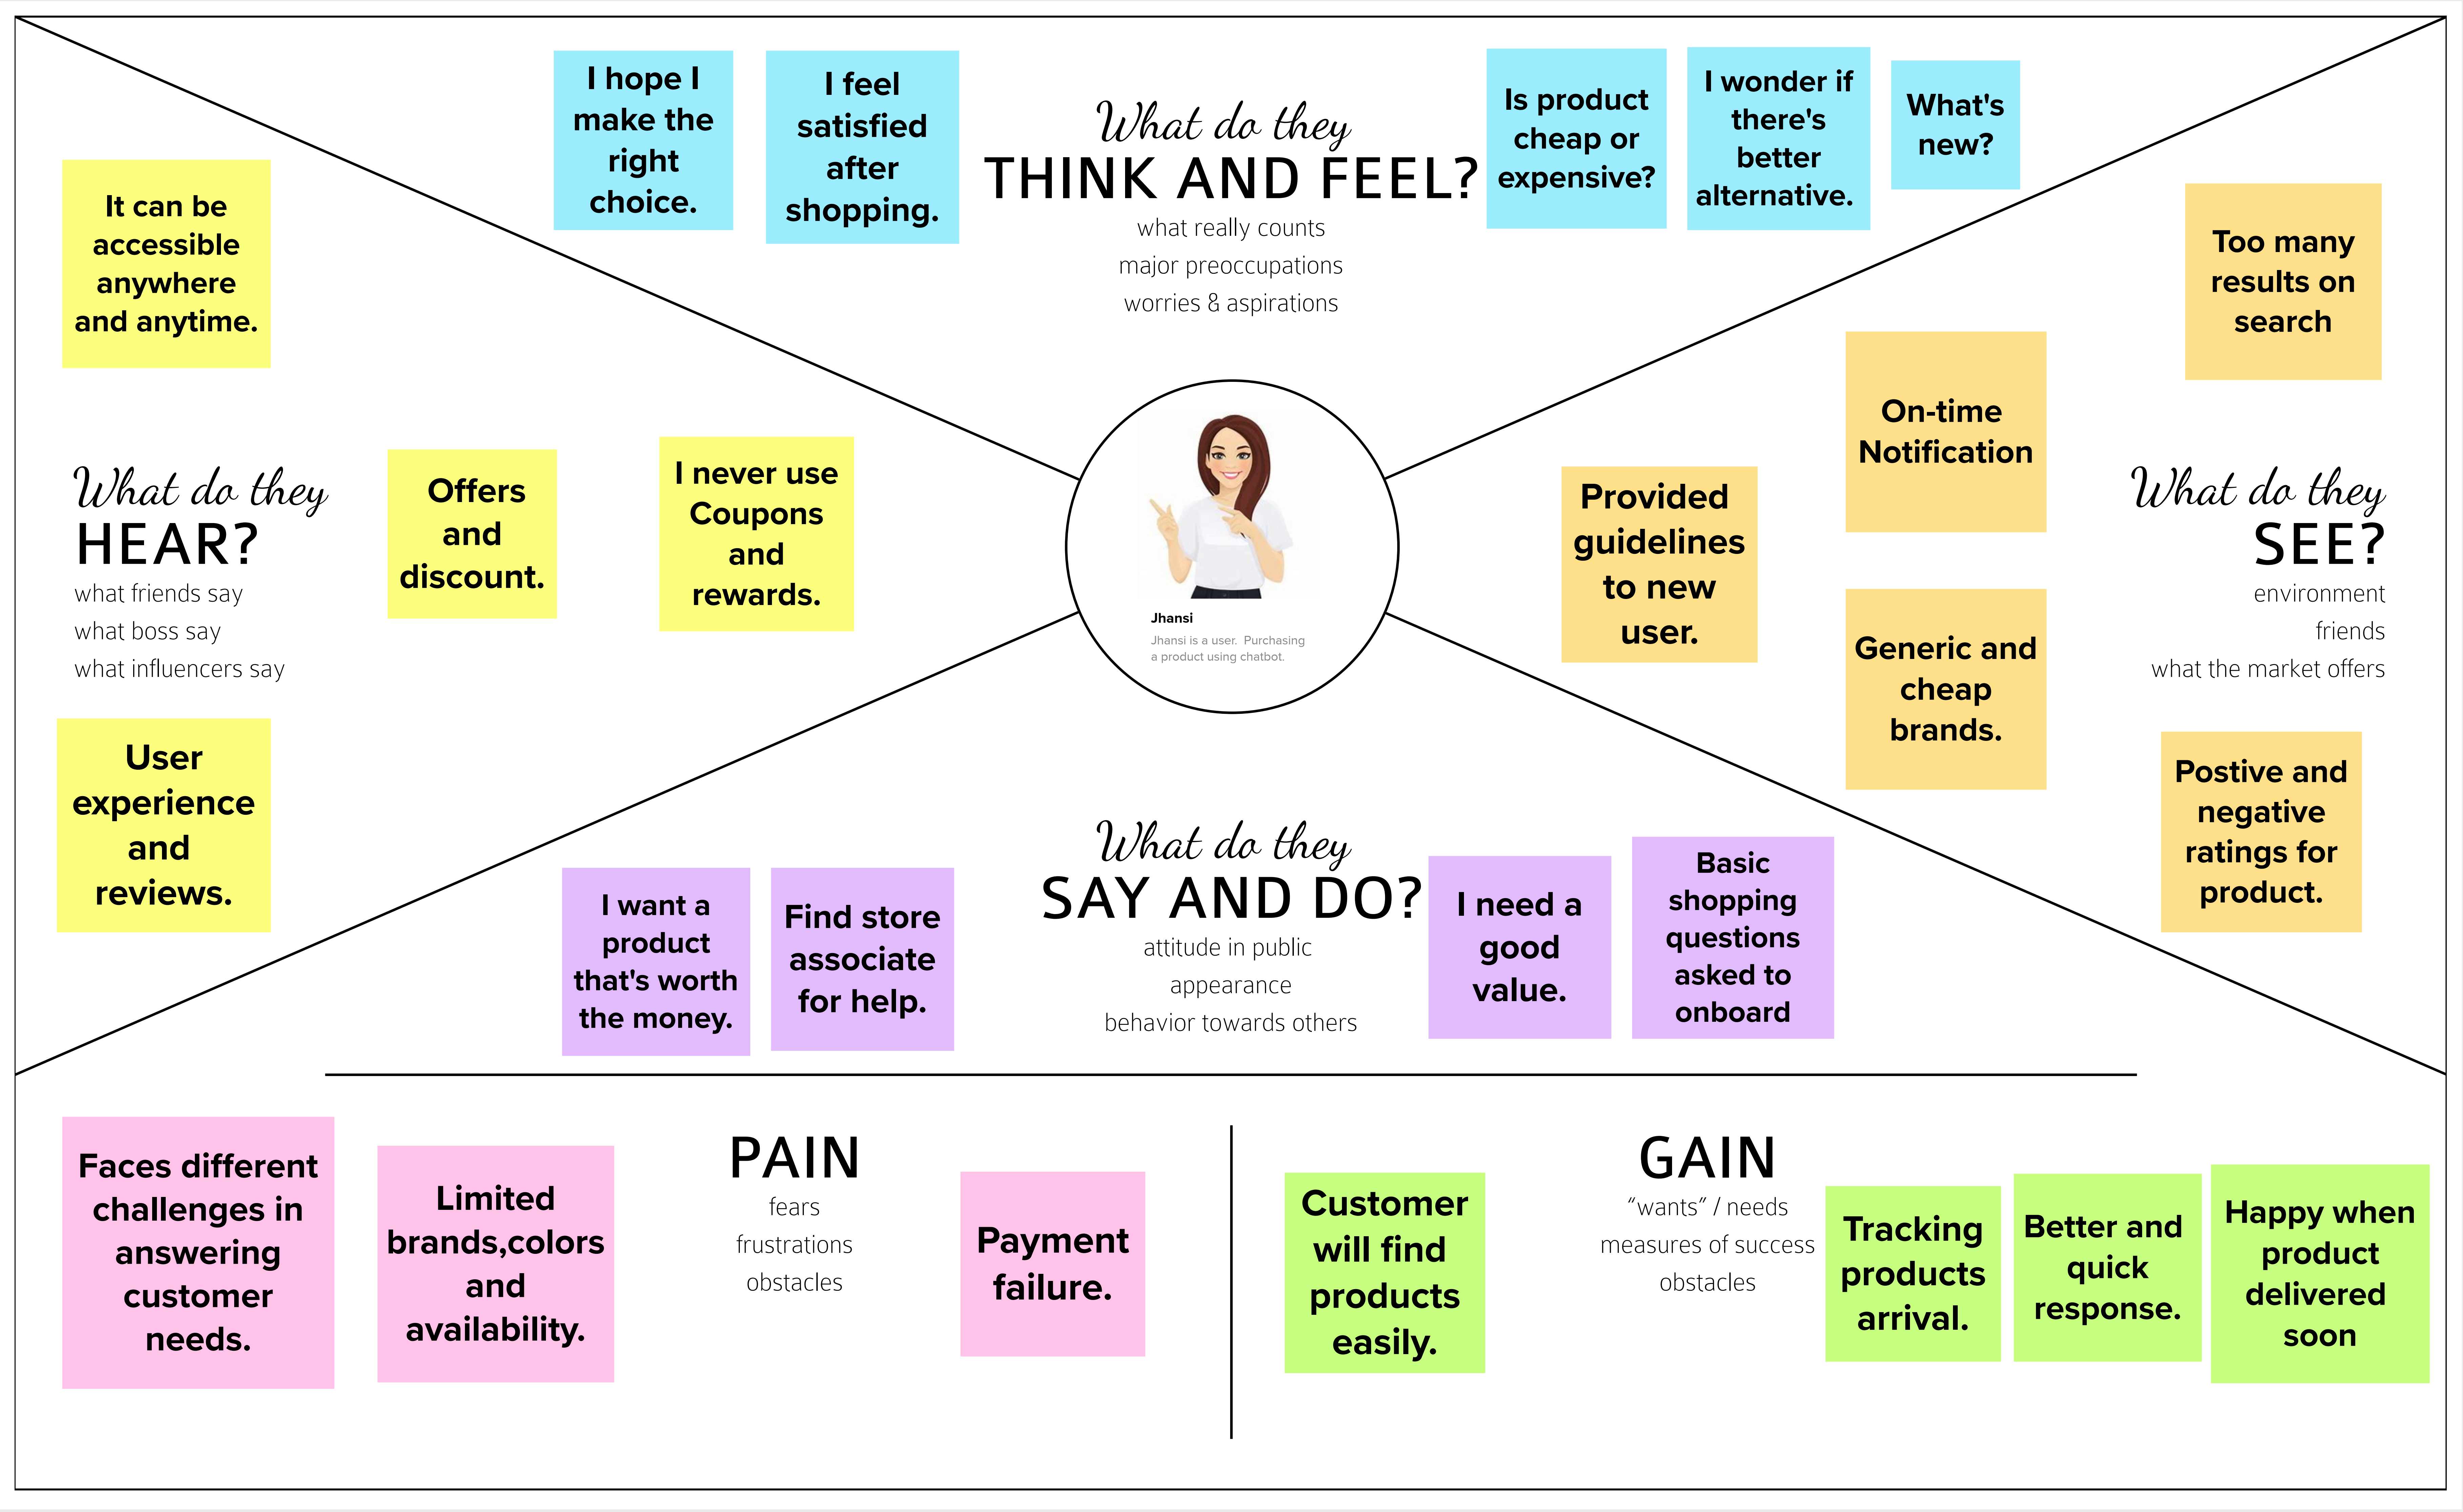 I hope I
make the
right
choice.
I feel
satisfied
after
shopping.
What do they
THINK AND FEEL?
what really counts
major preoccupations
worries & aspirations
Is product
cheap or
expensive?
I wonder if
there's
better
alternative.
What's
new?
It can be
accessible
anywhere
and anytime.
What do they
HEAR?
what friends say
what boss say
what influencers say
Offers
and
discount.
I never use
Coupons
and
rewards.
User
experience
and
reviews.
Jhansi
Jhansi is a user. Purchasing
a product using chatbot.
Too many
results on
search
On-time
Notification
Provided
guidelines
to new
user.
What do they
SEE?
environment
friends
what the market offers
Generic and
cheap
brands.
Postive and
negative
ratings for
product.
I want a
product
that's worth
the money.
Find store
associate
for help.
What do they
SAY AND DO?
attitude in public
appearance
behavior towards others
I need a
good
value.
Basic
shopping
questions
asked to
onboard
Faces different
challenges in
answering
customer
needs.
Limited
brands,colors
and
availability.
PAIN
fears
frustrations
obstacles
Payment
failure.
Customer
will find
products
easily.
GAIN
“wants” / needs
measures of success
obstacles
Tracking
products
arrival.
Better and
quick
response.
Happy when
product
delivered
soon